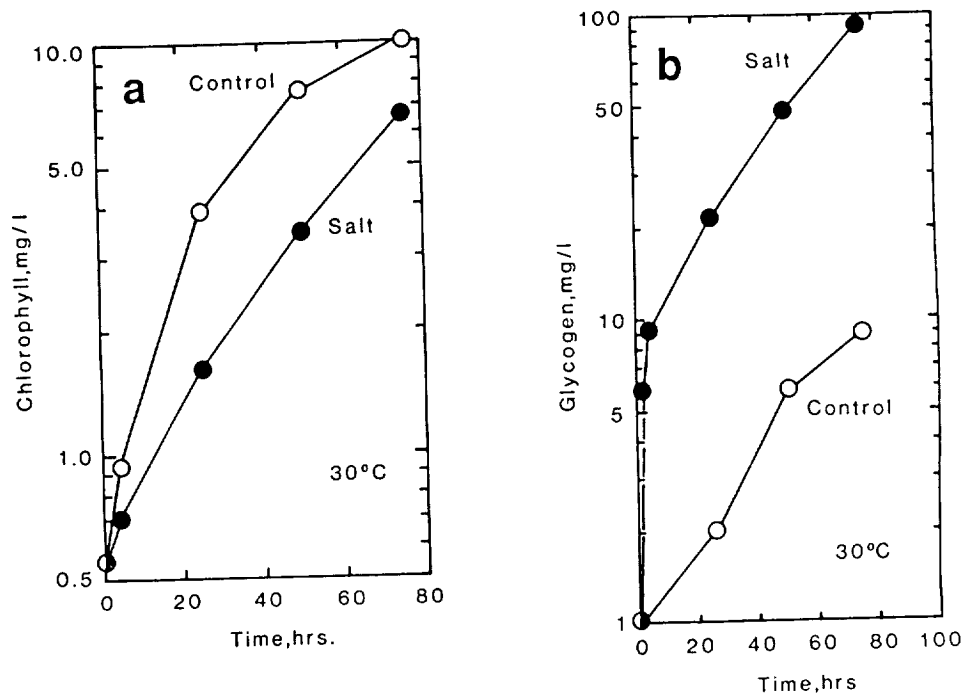 a
Chlorophyll,mg/l
10.0
5.0
1.0
0.5
Control
Salt
30°C
0 20 40 60 80
Time,hrs.
b
Glycogen,mg/l
100
50
10
5
1
Salt
Control
30°C
0 20 40 60 80 100
Time,hrs